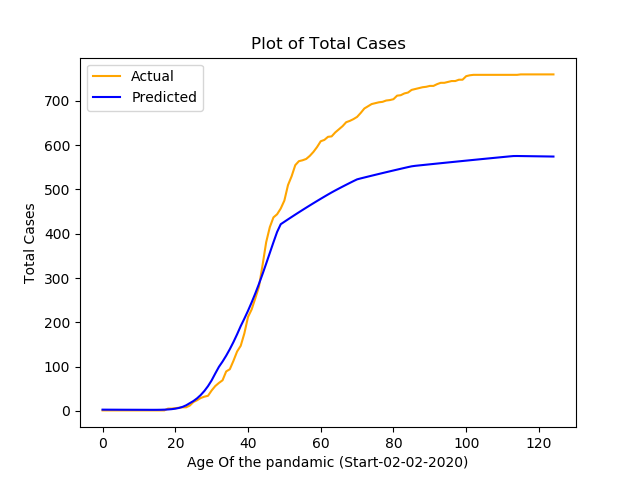 Plot of Total Cases
Actual
Predicted
700
600
500
400
300
200
100
0
Total Cases
0 20 40 60 80 100 120
Age Of the pandamic (Start-02-02-2020)